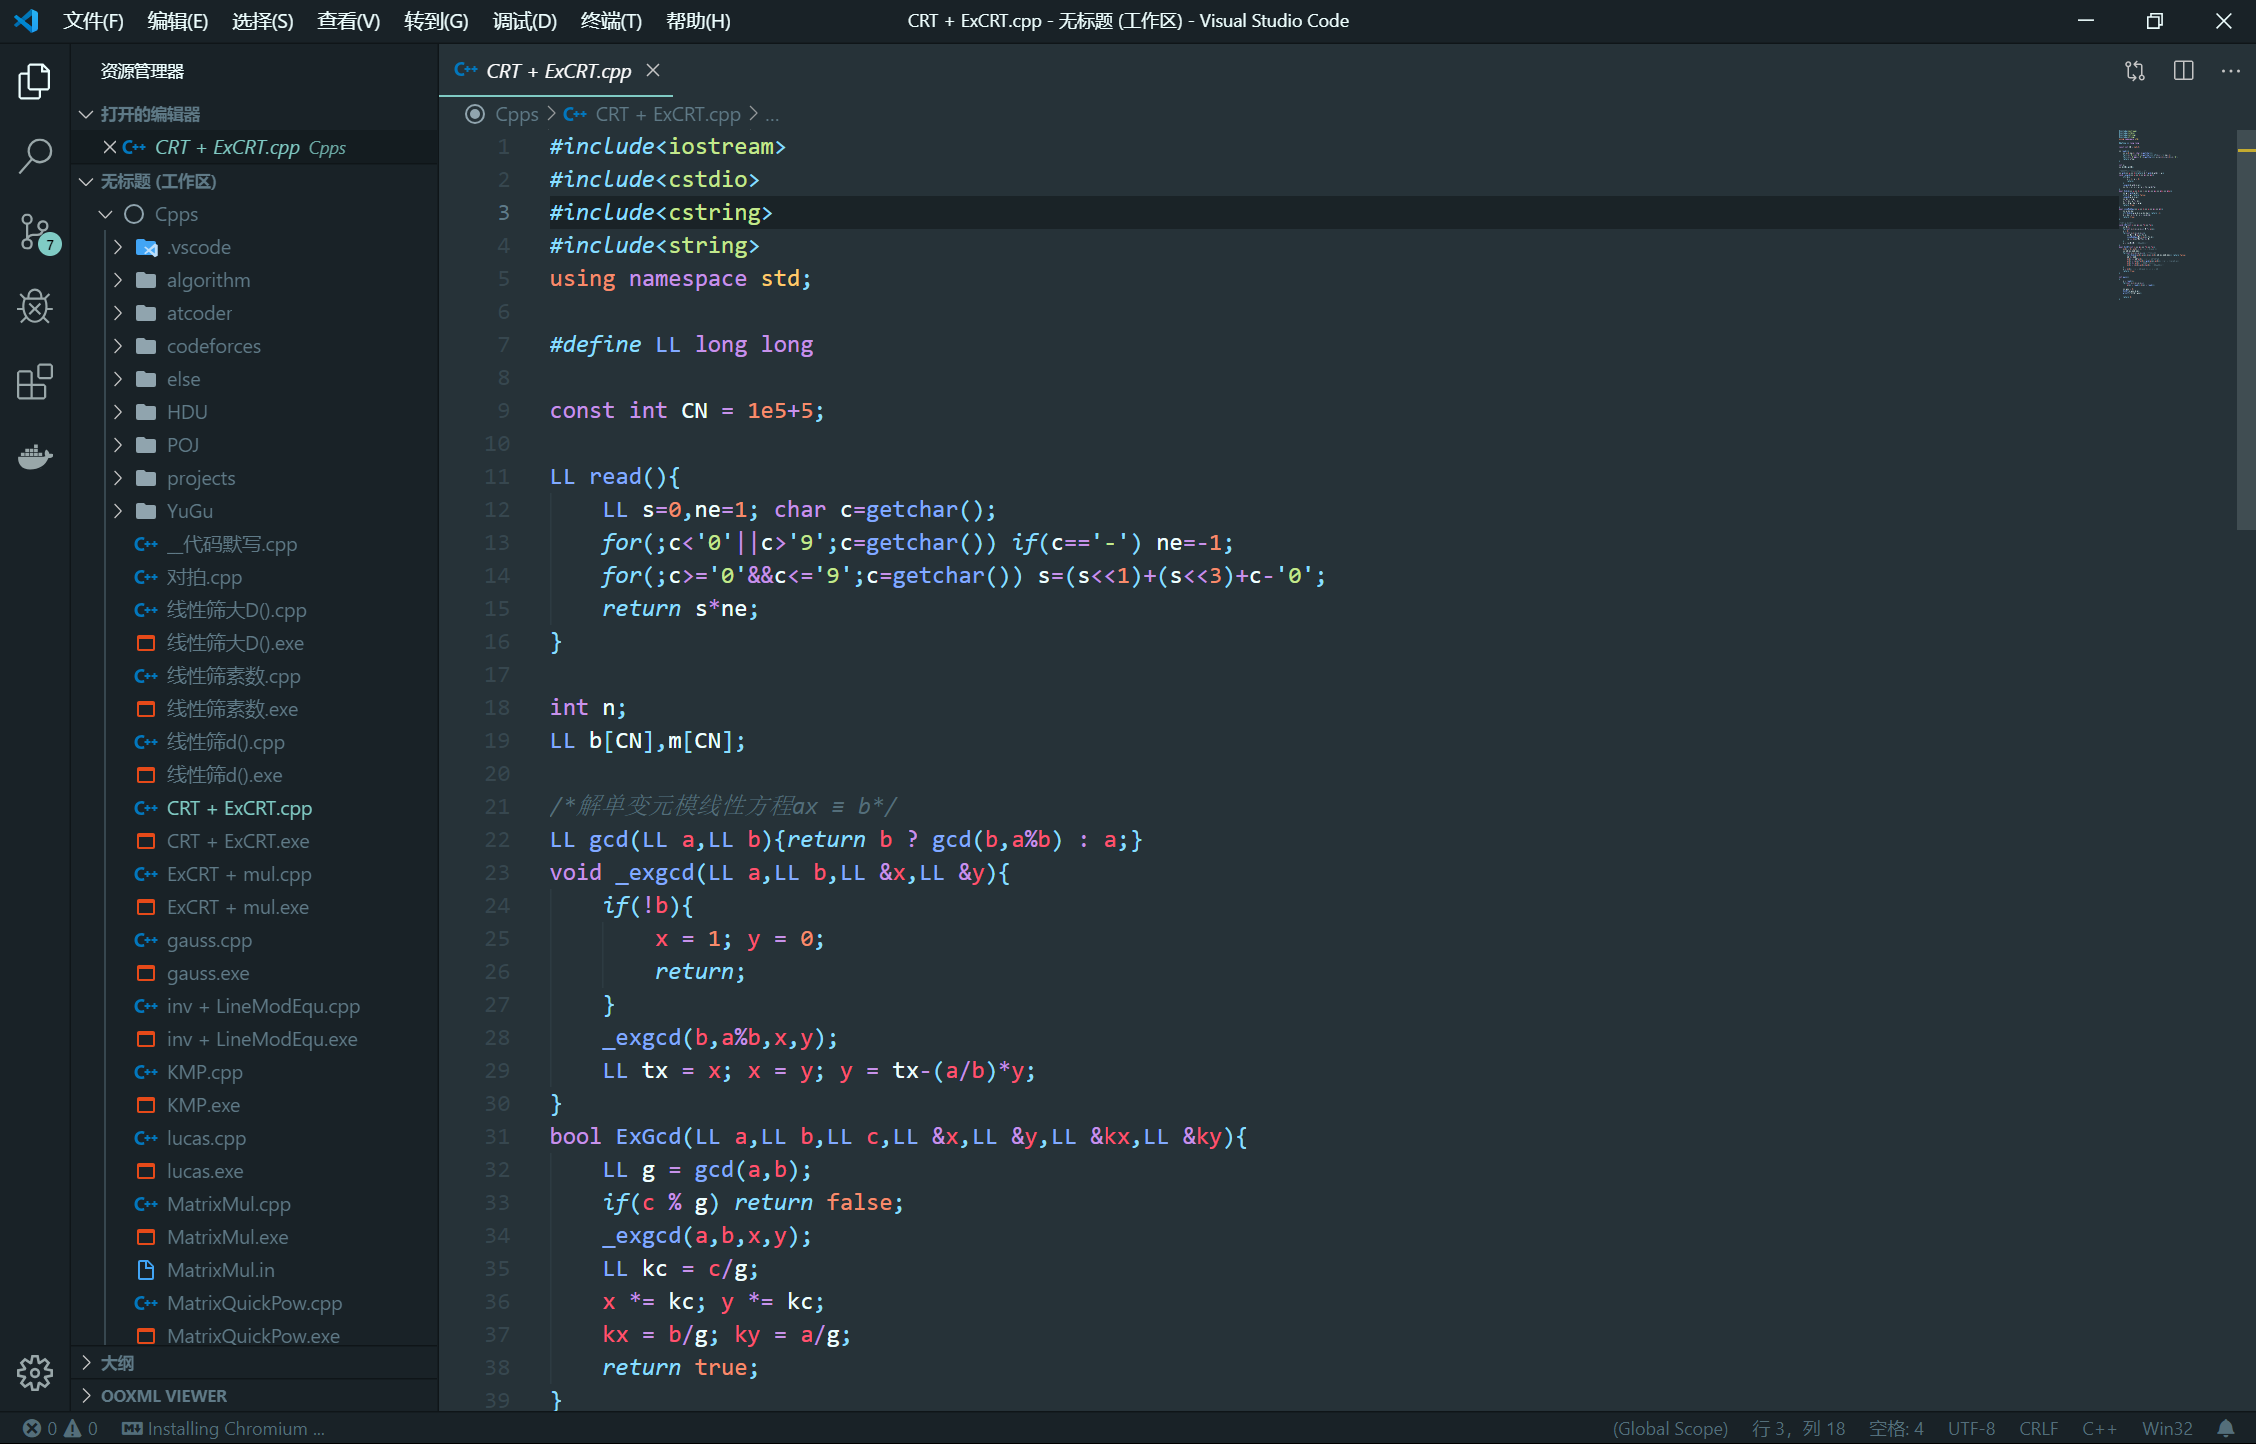 文件(F) 编辑(E) 选择(S) 查看(V) 转到(G) 调试(D) 终端(T) 帮助(H) CRT + ExCRT.cpp - 无标题 (工作区) - Visual Studio Code
资源管理器
打开的编辑器
CRT + ExCRT.cpp Cpps
无标题 (工作区)
Cpps
.vscode
algorithm
atcoder
codeforces
else
HDU
POJ
projects
YuGu
__代码默写.cpp
对拍.cpp
线性筛大D().cpp
线性筛大D().exe
线性筛素数.cpp
线性筛素数.exe
线性筛d().cpp
线性筛d().exe
CRT + ExCRT.cpp
CRT + ExCRT.exe
ExCRT + mul.cpp
ExCRT + mul.exe
gauss.cpp
gauss.exe
inv + LineModEqu.cpp
inv + LineModEqu.exe
KMP.cpp
KMP.exe
lucas.cpp
lucas.exe
MatrixMul.cpp
MatrixMul.exe
MatrixMul.in
MatrixQuickPow.cpp
MatrixQuickPow.exe
大纲
OOXML VIEWER
7
CRT + ExCRT.cpp
Cpps > CRT + ExCRT.cpp > ...
1 #include<iostream>
2 #include<cstdio>
3 #include<cstring>
4 #include<string>
5 using namespace std;
6
7 #define LL long long
8
9 const int CN = 1e5+5;
10
11 LL read(){
12     LL s=0,ne=1; char c=getchar();
13     for(;c<'0'||c>'9';c=getchar()) if(c=='-') ne=-1;
14     for(;c>='0'&&c<='9';c=getchar()) s=(s<<1)+(s<<3)+c-'0';
15     return s*ne;
16 }
17
18 int n;
19 LL b[CN],m[CN];
20
21 /*解单变元模线性方程ax ≡ b*/
22 LL gcd(LL a,LL b){return b ? gcd(b,a%b) : a;}
23 void _exgcd(LL a,LL b,LL &x,LL &y){
24     if(!b){
25         x = 1; y = 0;
26         return;
27     }
28     _exgcd(b,a%b,x,y);
29     LL tx = x; x = y; y = tx-(a/b)*y;
30 }
31 bool ExGcd(LL a,LL b,LL c,LL &x,LL &y,LL &kx,LL &ky){
32     LL g = gcd(a,b);
33     if(c % g) return false;
34     _exgcd(a,b,x,y);
35     LL kc = c/g;
36     x *= kc; y *= kc;
37     kx = b/g; ky = a/g;
38     return true;
39 }
0 0 Installing Chromium ... (Global Scope) 行 3，列 18 空格: 4 UTF-8 CRLF C++ Win32